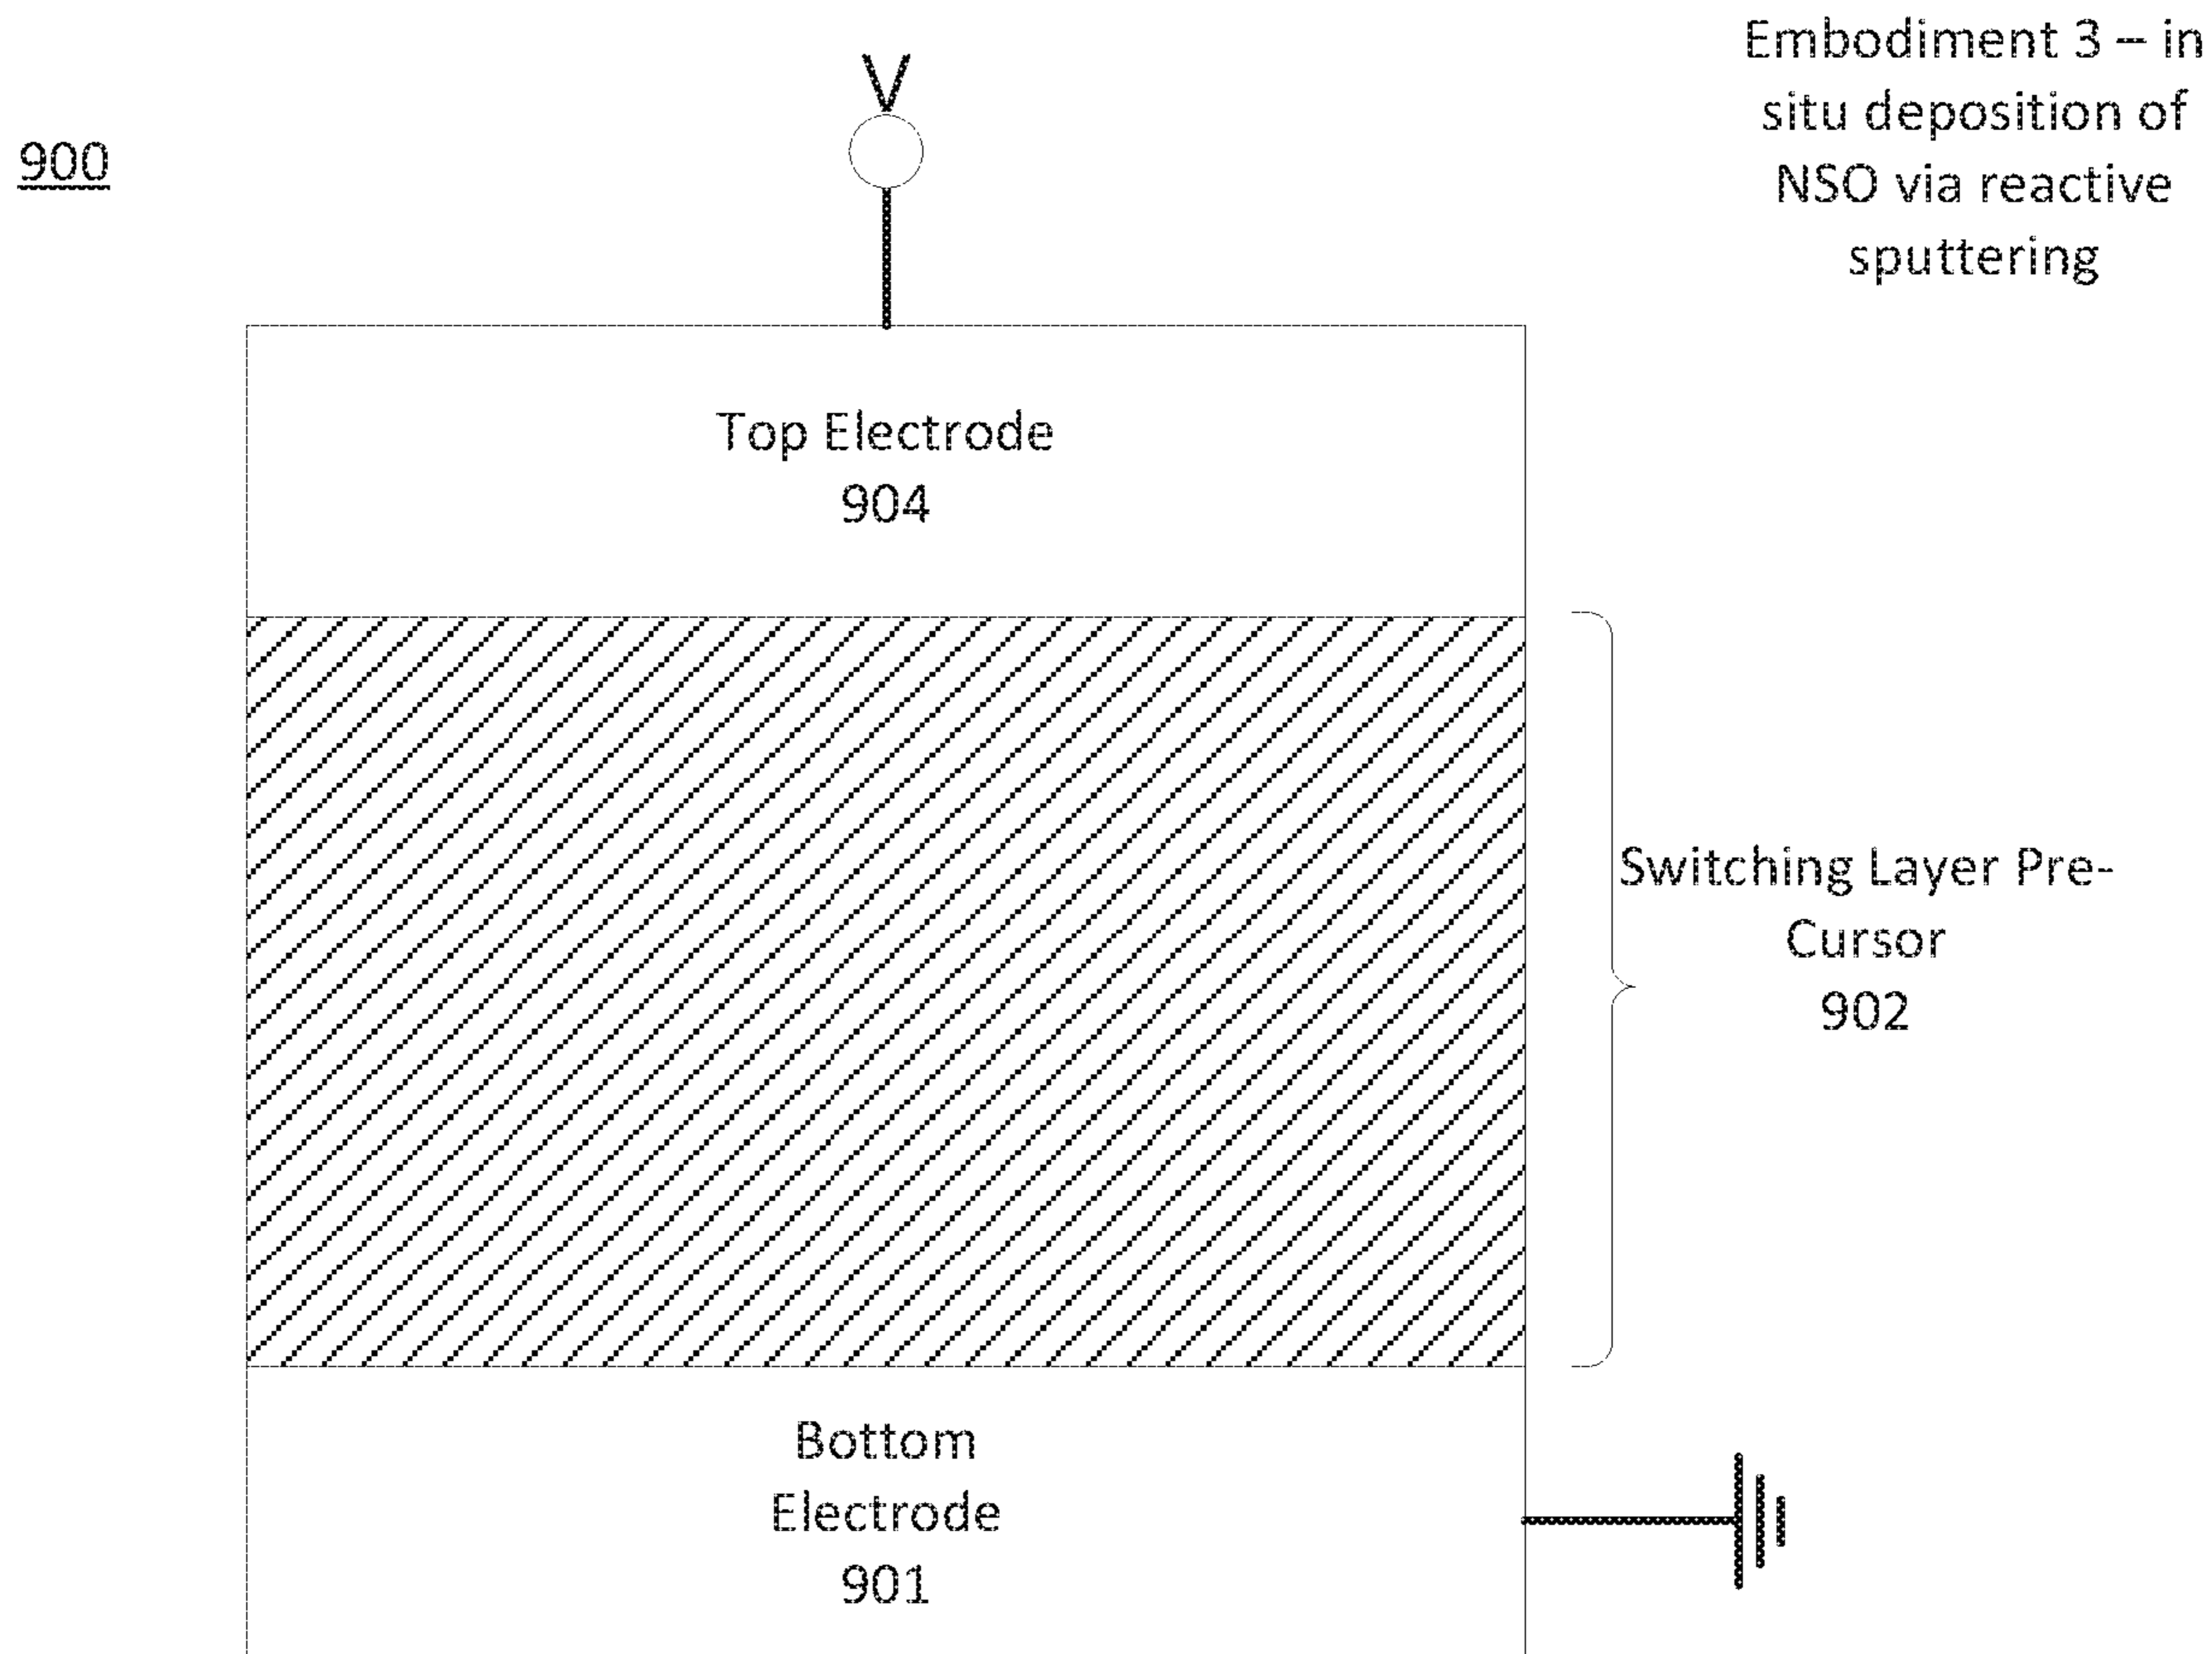 900
V
Embodiment 3 – in
situ deposition of
NSO via reactive
sputtering
Top Electrode
904
Switching Layer Pre-
Cursor
902
Bottom
Electrode
901